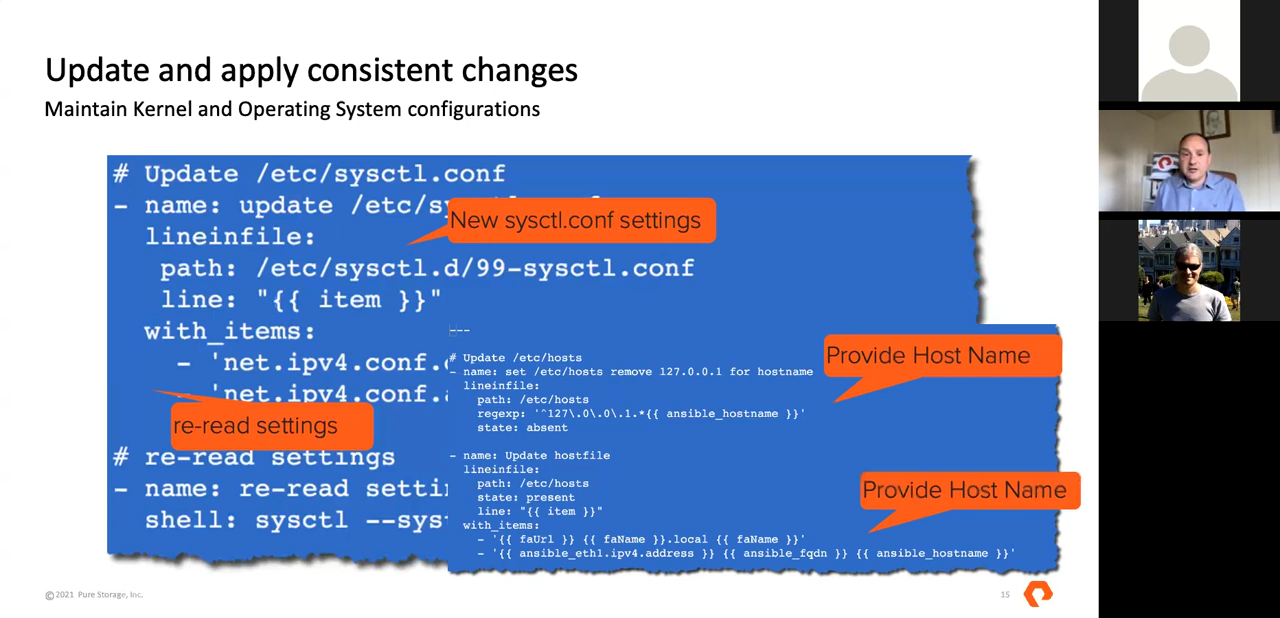 Update and apply consistent changes
Maintain Kernel and Operating System configurations
# Update /etc/sysctl.conf
- name: update /etc/sy
New sysctl.conf settings
lineinfile:
path: /etc/sysctl.d/99-sysctl.conf
line: "{{ item }}"
with_items:
- 'net.ipv4.conf.
'net.ipv4.conf.
re-read settings
# re-read settings
- name: re-read setti
shell: sysctl --sys
---
# Update /etc/hosts
- name: set /etc/hosts remove 127.0.0.1 for hostname
lineinfile:
path: /etc/hosts
regexp: '^127\.0\.0\.1.*{{ ansible_hostname }}'
state: absent
Provide Host Name
- name: Update hostfile
lineinfile:
path: /etc/hosts
state: present
line: "{{ item }}"
with_items:
- '{{ faUrl }} {{ faName }}.local {{ faName }}'
- '{{ ansible_eth1.ipv4.address }} {{ ansible_fqdn }} {{ ansible_hostname }}'
Provide Host Name
©2021 Pure Storage, Inc.
15